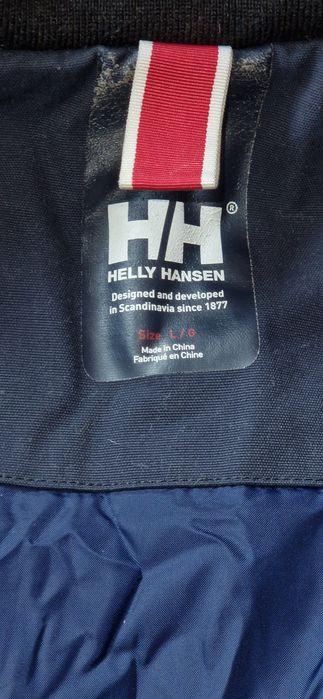 HH®
HELLY HANSEN
Designed and developed
in Scandinavia since 1877
Size L / G
Made in China
Fabriqué en Chine